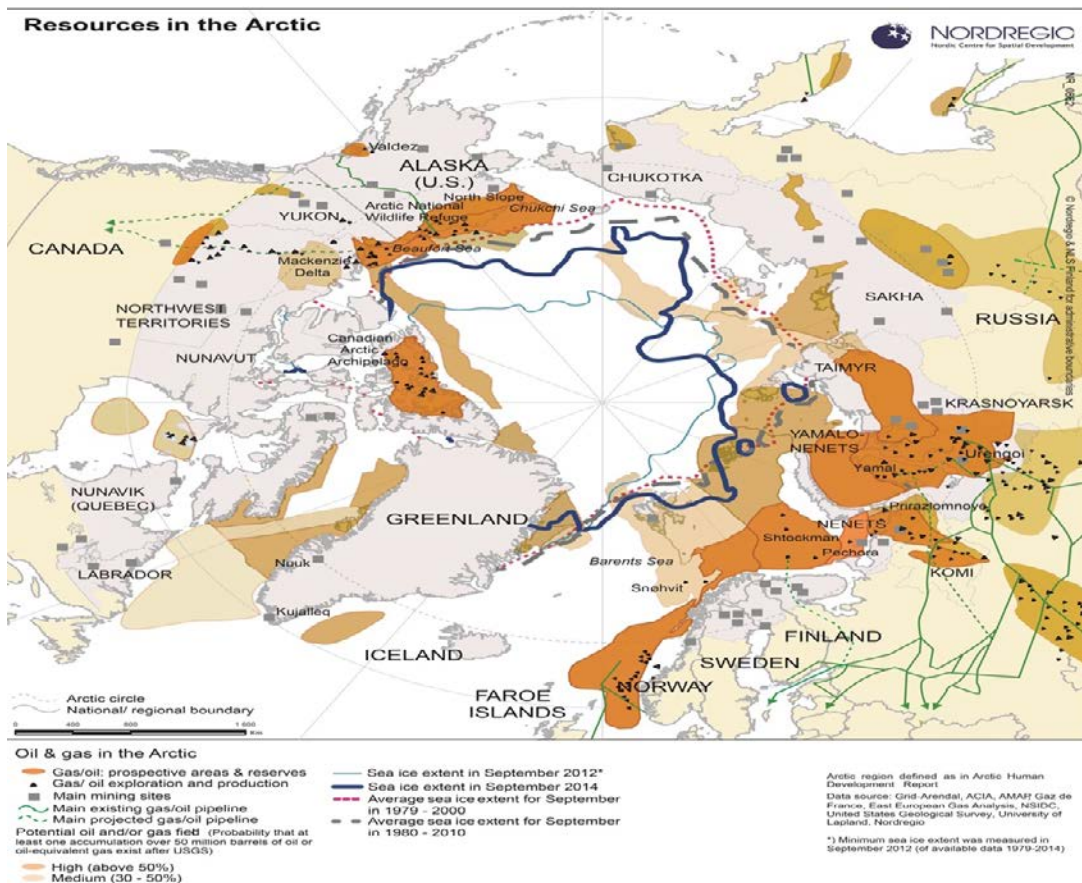 Resources in the Arctic
NORDREGIO
Nordic Centre for Spatial Development
© Nordregio & NLS Finland for administrative boundaries
Valdez
ALASKA
(U.S.)
CHUKOTKA
North Slope
Chukchi Sea
YUKON
Arctic National
Wildlife Refuge
CANADA
Beaufort Sea
Mackenzie
Delta
SAKHA
NORTHWEST
TERRITORIES
RUSSIA
Canadian
Arctic
Archipelago
NUNAVUT
TAIMYR
KRASNOYARSK
YAMALO-
NENETS
Urengoi
Yamal
NUNAVIK
(QUEBEC)
Prirazlomnoye
GREENLAND
NENETS
Shtockman
Pechora
Barents Sea
Nuuk
KOMI
LABRADOR
Snøhvit
Kujalleq
FINLAND
ICELAND
SWEDEN
FAROE
ISLANDS
NORWAY
Arctic circle
National/ regional boundary
0 400 800 1 600
Km
Oil & gas in the Arctic
Gas/oil: prospective areas & reserves
Gas/ oil exploration and production
Main mining sites
Main existing gas/oil pipeline
Main projected gas/oil pipeline
Potential oil and/or gas field (Probability that at
least one accumulation over 50 million barrels of oil or
oil-equivalent gas exist after USGS)
High (above 50%)
Medium (30 - 50%)
Sea ice extent in September 2012*
Sea ice extent in September 2014
Average sea ice extent for September
in 1979 - 2000
Average sea ice extent for September
in 1980 - 2010
Arctic region defined as in Arctic Human
Development Report
Data source: Grid-Arendal, ACIA, AMAP, Gaz de
France, East European Gas Analysis, NSIDC,
United States Geological Survey, University of
Lapland, Nordregio
*) Minimum sea ice extent was measured in
September 2012 (of available data 1979-2014)